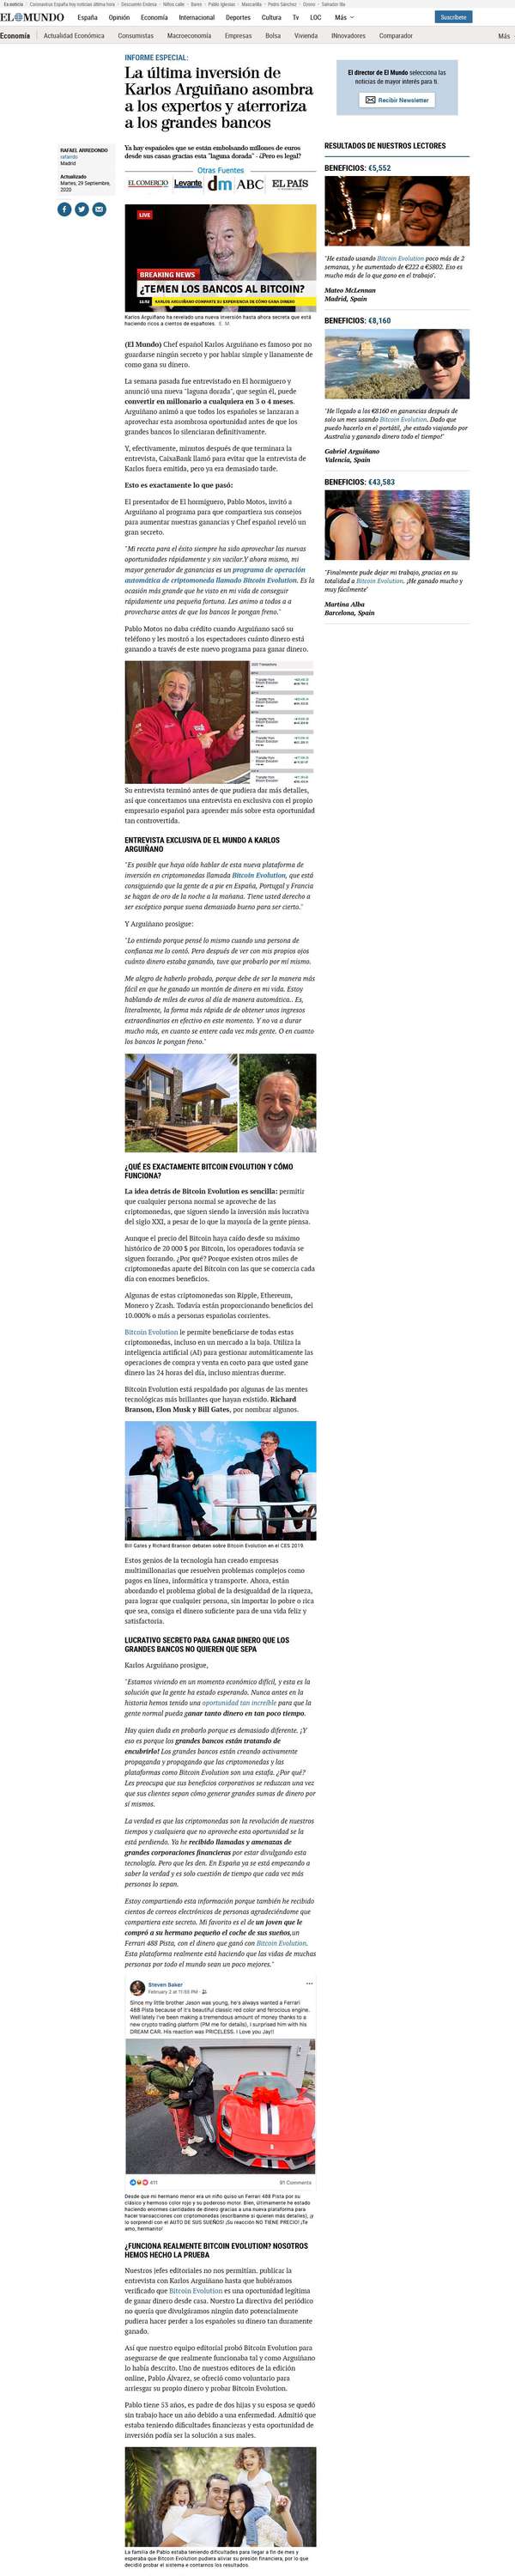 Es noticia Coronavirus España hoy noticias última hora Descuento Endesa Niños calle Bares Pablo Iglesias Mascarilla Pedro Sánchez Ozono Salvador Illa
EL MUNDO España Opinión Economía Internacional Deportes Cultura Tv LOC Más Suscríbete
Economía Actualidad Económica Consumistas Macroeconomía Empresas Bolsa Vivienda INnovadores Comparador Más
INFORME ESPECIAL:
La última inversión de
Karlos Arguiñano asombra
a los expertos y aterroriza
a los grandes bancos
El director de El Mundo selecciona las
noticias de mayor interés para ti.
Recibir Newsletter
RAFAEL ARREDONDO
rafarrds
Madrid
Actualizado
Martes, 29 Septiembre,
2020
Ya hay españoles que se están embolsando millones de euros
desde sus casas gracias esta "laguna dorada" - ¿Pero es legal?
Otras Fuentes
EL COMERCIO Levante dm ABC EL PAÍS
LIVE
BREAKING NEWS
¿TEMEN LOS BANCOS AL BITCOIN?
KARLOS ARGUIÑANO COMPARTE SU EXPERIENCIA DE CÓMO GANA DINERO
Karlos Arguiñano ha revelado una nueva inversión hasta ahora secreta que está
haciendo ricos a cientos de españoles. E. M.
(El Mundo) Chef español Karlos Arguiñano es famoso por no
guardarse ningún secreto y por hablar simple y llanamente de
como gana su dinero.
La semana pasada fue entrevistado en El hormiguero y
anunció una nueva "laguna dorada", que según él, puede
convertir en millonario a cualquiera en 3 o 4 meses.
Arguiñano animó a que todos los españoles se lanzaran a
aprovechar esta asombrosa oportunidad antes de que los
grandes bancos lo silenciaran definitivamente.
Y, efectivamente, minutos después de que terminara la
entrevista, CaixaBank llamó para evitar que la entrevista de
Karlos fuera emitida, pero ya era demasiado tarde.
Esto es exactamente lo que pasó:
El presentador de El hormiguero, Pablo Motos, invitó a
Arguiñano al programa para que compartiera sus consejos
para aumentar nuestras ganancias y Chef español reveló un
gran secreto.
"Mi receta para el éxito siempre ha sido aprovechar las nuevas
oportunidades rápidamente y sin vacilar.Y ahora mismo, mi
mayor generador de ganancias es un programa de operación
automática de criptomoneda llamado Bitcoin Evolution. Es la
ocasión más grande que he visto en mi vida de conseguir
rápidamente una pequeña fortuna. Les animo a todos a a
provecharse antes de que los bancos le pongan freno."
Pablo Motos no daba crédito cuando Arguiñano sacó su
teléfono y les mostró a los espectadores cuánto dinero está
ganando a través de este nuevo programa para ganar dinero.
Su entrevista terminó antes de que pudiera dar más detalles,
así que concertamos una entrevista en exclusiva con el propio
empresario español para aprender más sobre esta oportunidad
tan controvertida.
ENTREVISTA EXCLUSIVA DE EL MUNDO A KARLOS
ARGUIÑANO
"Es posible que haya oído hablar de esta nueva plataforma de
inversión en criptomonedas llamada Bitcoin Evolution, que está
consiguiendo que la gente de a pie en España, Portugal y Francia
se hagan de oro de la noche a la mañana. Tiene usted derecho a
ser escéptico porque suena demasiado bueno para ser cierto."
Y Arguiñano prosigue:
"Lo entiendo porque pensé lo mismo cuando una persona de
confianza me lo contó. Pero después de ver con mis propios ojos
cuánto dinero estaba ganando, tuve que probarlo por mí mismo.
Me alegro de haberlo probado, porque debe de ser la manera más
fácil en que he ganado un montón de dinero en mi vida. Estoy
hablando de miles de euros al día de manera automática.. Es,
literalmente, la forma más rápida de de obtener unos ingresos
extraordinarios en efectivo en este momento. Y no va a durar
mucho más, en cuanto se entere cada vez más gente. O en cuanto
los bancos le pongan freno."
¿QUÉ ES EXACTAMENTE BITCOIN EVOLUTION Y CÓMO
FUNCIONA?
La idea detrás de Bitcoin Evolution es sencilla: permitir
que cualquier persona normal se aproveche de las
criptomonedas, que siguen siendo la inversión más lucrativa
del siglo XXI, a pesar de lo que la mayoría de la gente piensa.
Aunque el precio del Bitcoin haya caído desde su máximo
histórico de 20 000 $ por Bitcoin, los operadores todavía se
siguen forrando. ¿Por qué? Porque existen otros miles de
criptomonedas aparte del Bitcoin con las que se comercia cada
día con enormes beneficios.
Algunas de estas criptomonedas son Ripple, Ethereum,
Monero y Zcash. Todavía están proporcionando beneficios del
10.000% o más a personas españolas corrientes.
Bitcoin Evolution le permite beneficiarse de todas estas
criptomonedas, incluso en un mercado a la baja. Utiliza la
inteligencia artificial (AI) para gestionar automáticamente las
operaciones de compra y venta en corto para que usted gane
dinero las 24 horas del día, incluso mientras duerme.
Bitcoin Evolution está respaldado por algunas de las mentes
tecnológicas más brillantes que hayan existido. Richard
Branson, Elon Musk y Bill Gates, por nombrar algunos.
Bill Gates y Richard Branson debaten sobre Bitcoin Evolution en el CES 2019.
Estos genios de la tecnología han creado empresas
multimillonarias que resuelven problemas complejos como
pagos en línea, informática y transporte. Ahora, están
abordando el problema global de la desigualdad de la riqueza,
para lograr que cualquier persona, sin importar lo pobre o rica
que sea, consiga el dinero suficiente para de una vida feliz y
satisfactoria.
LUCRATIVO SECRETO PARA GANAR DINERO QUE LOS
GRANDES BANCOS NO QUIEREN QUE SEPA
Karlos Arguiñano prosigue,
"Estamos viviendo en un momento económico difícil, y esta es la
solución que la gente ha estado esperando. Nunca antes en la
historia hemos tenido una oportunidad tan increíble para que la
gente normal pueda ganar tanto dinero en tan poco tiempo.
Hay quien duda en probarlo porque es demasiado diferente. ¡Y
eso es porque los grandes bancos están tratando de
encubrirlo! Los grandes bancos están creando activamente
propaganda y propagando que las criptomonedas y las
plataformas como Bitcoin Evolution son una estafa. ¿Por qué?
Les preocupa que sus beneficios corporativos se reduzcan una vez
que sus clientes sepan cómo generar grandes sumas de dinero por
sí mismos.
La verdad es que las criptomonedas son la revolución de nuestros
tiempos y cualquiera que no aproveche esta oportunidad se la
está perdiendo. Ya he recibido llamadas y amenazas de
grandes corporaciones financieras por estar divulgando esta
tecnología. Pero que les den. En España ya se está empezando a
saber la verdad y es solo cuestión de tiempo que cada vez más
personas lo sepan.
Estoy compartiendo esta información porque también he recibido
cientos de correos electrónicos de personas agradeciéndome que
compartiera este secreto. Mi favorito es el de un joven que le
compró a su hermano pequeño el coche de sus sueños,un
Ferrari 488 Pista, con el dinero que ganó con Bitcoin Evolution.
Esta plataforma realmente está haciendo que las vidas de muchas
personas por todo el mundo sean un poco mejores."
Steven Baker
February 2 at 11:55 PM
Since my little brother Jason was young, he's always wanted a Ferrari
488 Pista because of it's beautiful classic red color and ferocious engine.
Well lately I've been making a tremendous amount of money thanks to a
new crypto trading platform (PM me for details), I surprised him with his
DREAM CAR. His reaction was PRICELESS. I Love you Jay!!
411 91 Comments
Desde que mi hermano menor era un niño quiso un Ferrari 488 Pista por su
clásico y hermoso color rojo y su poderoso motor. Bien, últimamente he estado
haciendo enormes cantidades de dinero gracias a una nueva plataforma para
hacer transacciones con criptomonedas (escríbanme si quieren más detalles), ¡y
lo sorprendí con el AUTO DE SUS SUEÑOS! ¡Su reacción NO TIENE PRECIO! ¡Te
amo, hermanito!
¿FUNCIONA REALMENTE BITCOIN EVOLUTION? NOSOTROS
HEMOS HECHO LA PRUEBA
Nuestros jefes editoriales no nos permitían. publicar la
entrevista con Karlos Arguiñano hasta que hubiéramos
verificado que Bitcoin Evolution es una oportunidad legítima
de ganar dinero desde casa. Nuestro La directiva del periódico
no quería que divulgáramos ningún dato potencialmente
pudiera hacer perder a los españoles su dinero tan duramente
ganado.
Así que nuestro equipo editorial probó Bitcoin Evolution para
asegurarse de que realmente funcionaba tal y como Arguiñano
lo había descrito. Uno de nuestros editores de la edición
online, Pablo Álvarez, se ofreció como voluntario para
arriesgar su propio dinero y probar Bitcoin Evolution.
Pablo tiene 53 años, es padre de dos hijas y su esposa se quedó
sin trabajo hace un año debido a una enfermedad. Admitió que
estaba teniendo dificultades financieras y esta oportunidad de
inversión podía ser la solución a sus males.
La familia de Pablo estaba teniendo dificultades para llegar a fin de mes y
esperaba que Bitcoin Evolution pudiera aliviar su presión financiera, por lo que
decidió probar el sistema e contarnos los resultados.
RESULTADOS DE NUESTROS LECTORES
BENEFICIOS: €5,552
"He estado usando Bitcoin Evolution poco más de 2
semanas, y he aumentado de €222 a €5802. Eso es
mucho más de lo que gano en el trabajo".
Mateo McLennan
Madrid, Spain
BENEFICIOS: €8,160
"He llegado a los €8160 en ganancias después de
solo un mes usando Bitcoin Evolution. Dado que
puedo hacerlo en el portátil, ¡he estado viajando por
Australia y ganando dinero todo el tiempo!"
Gabriel Arguiñano
Valencia, Spain
BENEFICIOS: €43,583
"Finalmente pude dejar mi trabajo, gracias en su
totalidad a Bitcoin Evolution. ¡He ganado mucho y
muy fácilmente"
Martina Alba
Barcelona, Spain